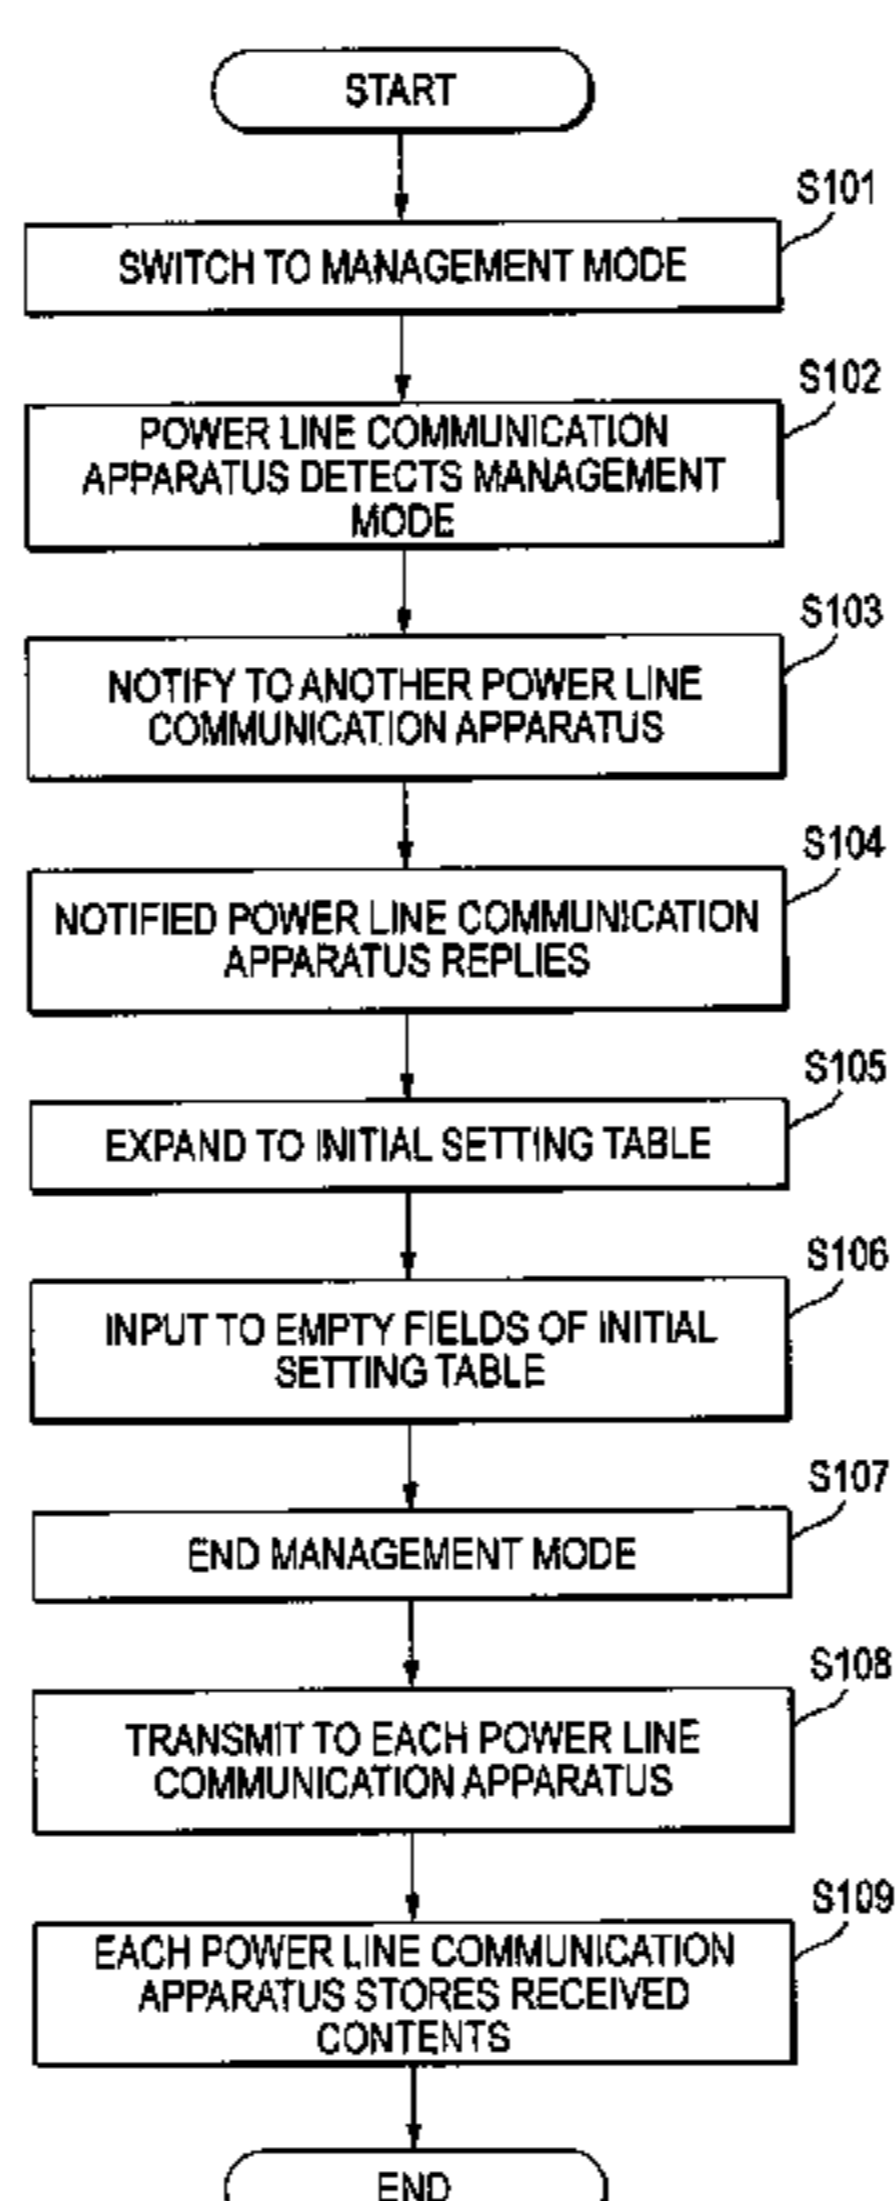 START
S101
SWITCH TO MANAGEMENT MODE
S102
POWER LINE COMMUNICATION
APPARATUS DETECTS MANAGEMENT
MODE
S103
NOTIFY TO ANOTHER POWER LINE
COMMUNICATION APPARATUS
S104
NOTIFIED POWER LINE COMMUNICATION
APPARATUS REPLIES
S105
EXPAND TO INITIAL SETTING TABLE
S106
INPUT TO EMPTY FIELDS OF INITIAL
SETTING TABLE
S107
END MANAGEMENT MODE
S108
TRANSMIT TO EACH POWER LINE
COMMUNICATION APPARATUS
S109
EACH POWER LINE COMMUNICATION
APPARATUS STORES RECEIVED
CONTENTS
END